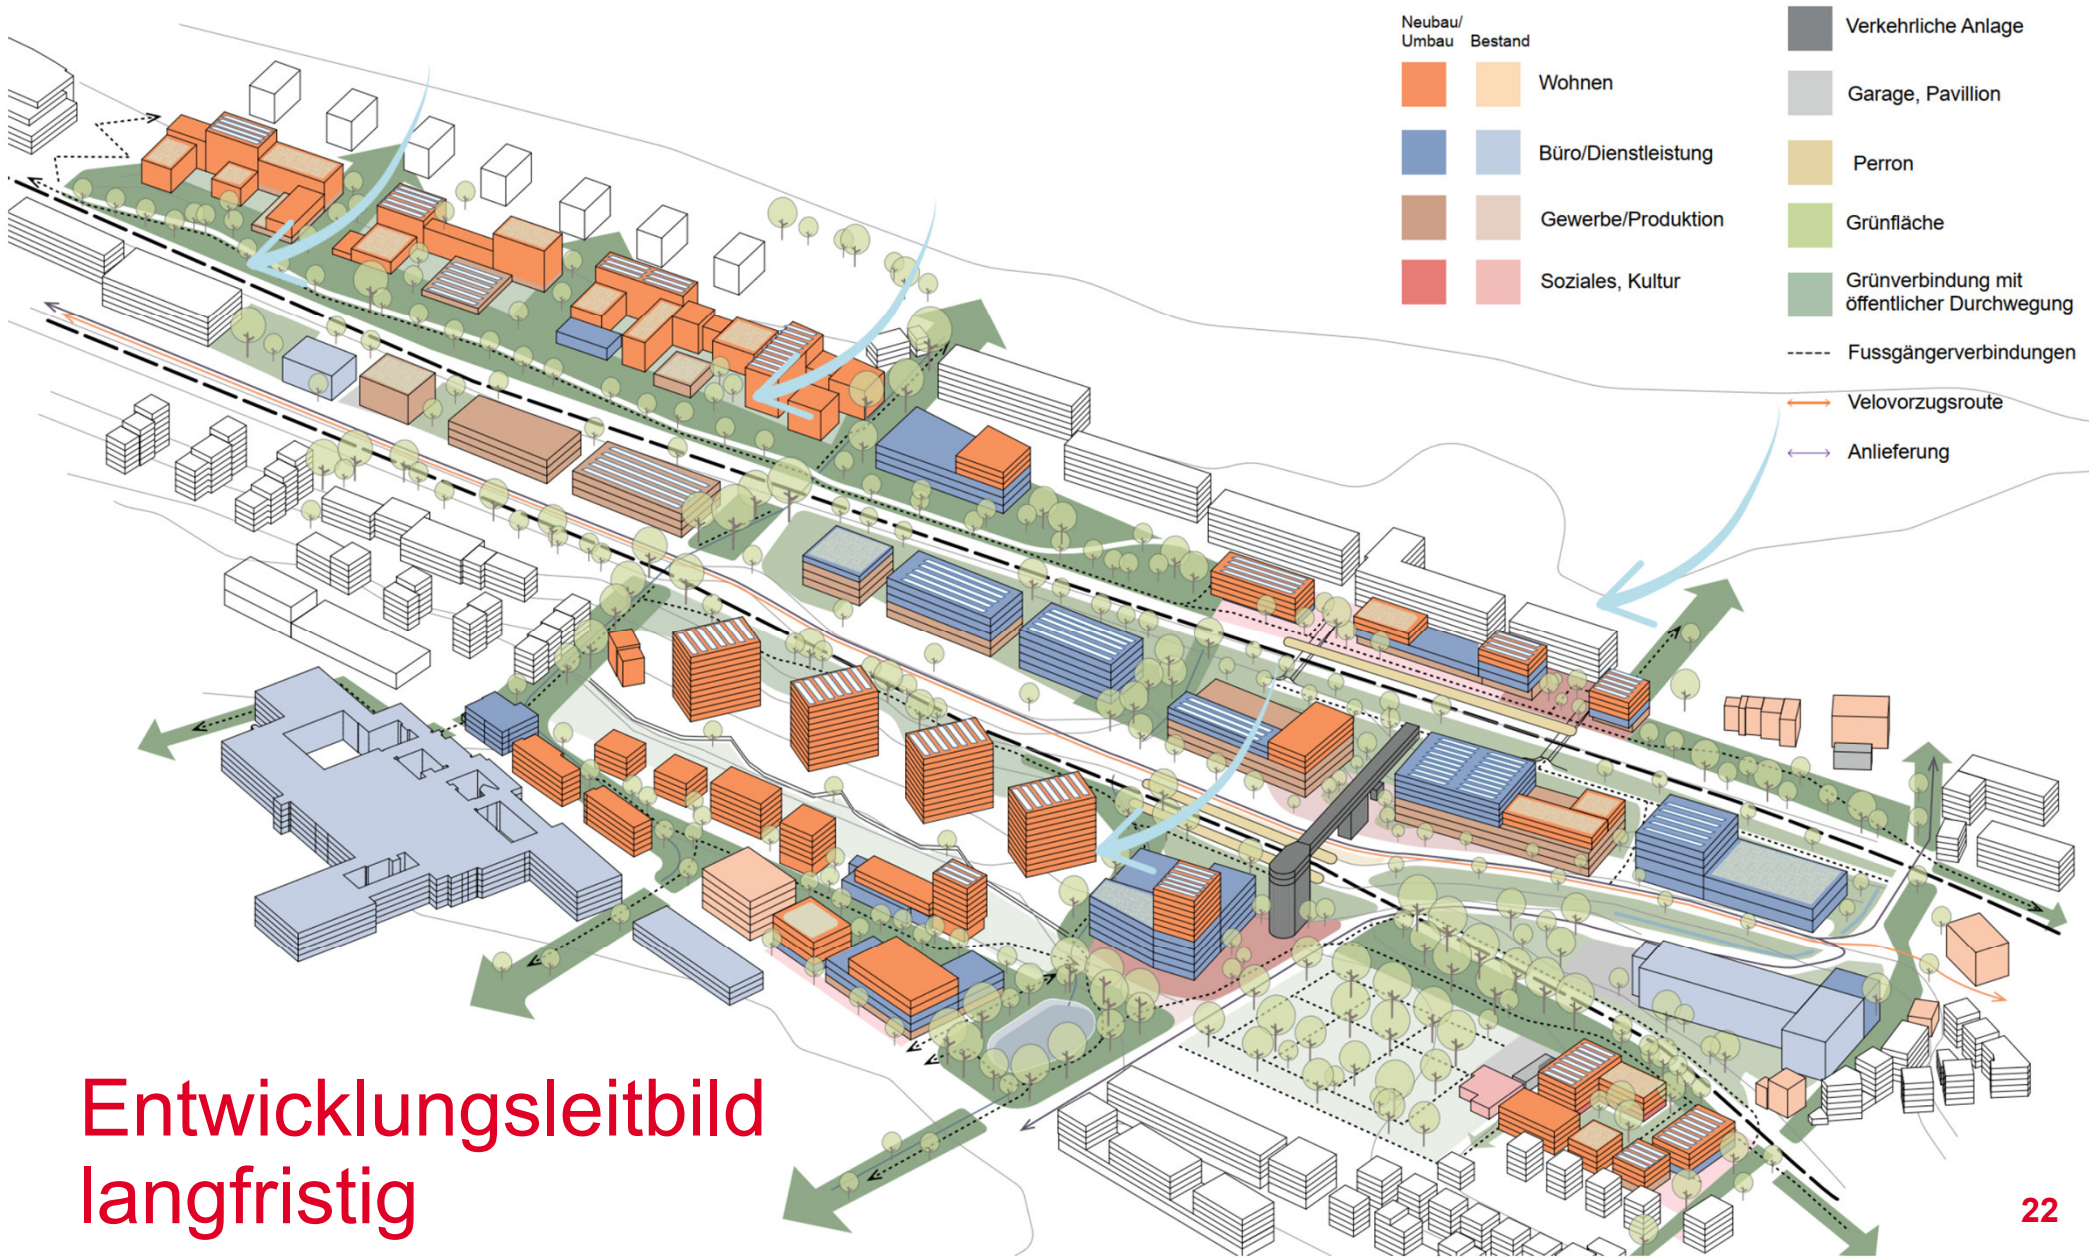 Neubau/
Umbau Bestand
Wohnen
Büro/Dienstleistung
Gewerbe/Produktion
Soziales, Kultur
Verkehrliche Anlage
Garage, Pavillion
Perron
Grünfläche
Grünverbindung mit
öffentlicher Durchwegung
Fussgängerverbindungen
Velovorzugsroute
Anlieferung
Entwicklungsleitbild
langfristig
22